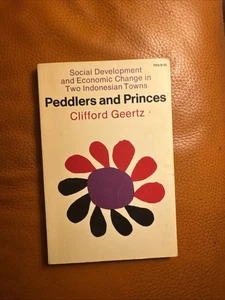 Social Development
and Economic Change in
Two Indonesian Towns
Peddlers and Princes
Clifford Geertz